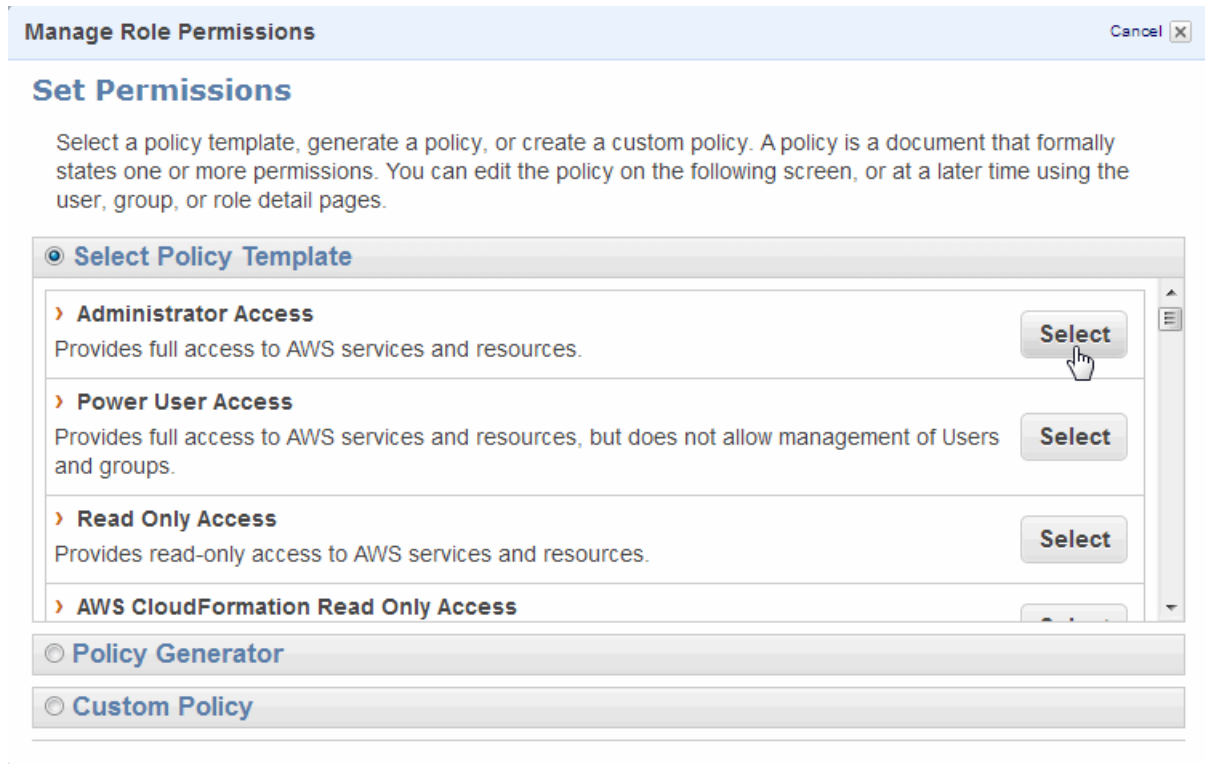 Manage Role Permissions
Cancel
Set Permissions
Select a policy template, generate a policy, or create a custom policy. A policy is a document that formally
states one or more permissions. You can edit the policy on the following screen, or at a later time using the
user, group, or role detail pages.
Select Policy Template
Administrator Access
Provides full access to AWS services and resources.
Select
Power User Access
Provides full access to AWS services and resources, but does not allow management of Users
and groups.
Select
Read Only Access
Provides read-only access to AWS services and resources.
Select
AWS CloudFormation Read Only Access
Policy Generator
Custom Policy